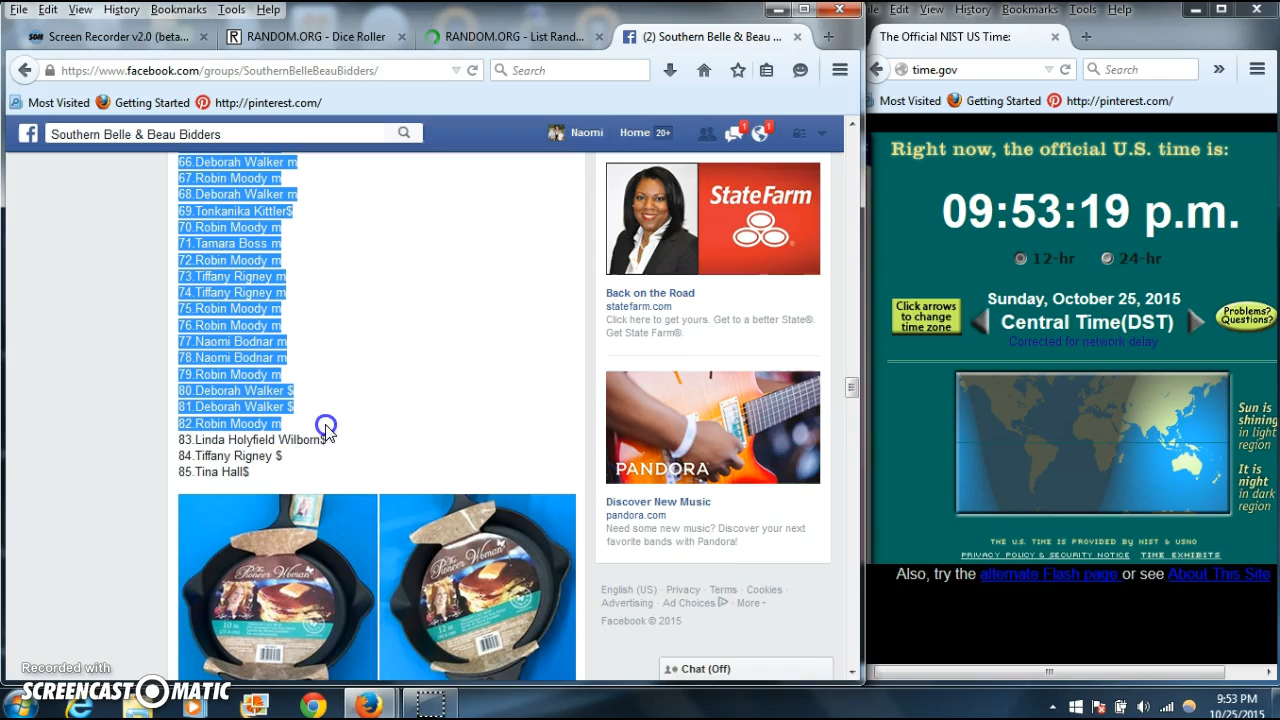 File Edit View History Bookmarks Tools Help
Screen Recorder v2.0 (beta...
RANDOM.ORG - Dice Roller
RANDOM.ORG - List Rand...
(2) Southern Belle & Beau ...
https://www.facebook.com/groups/SouthernBelleBeauBidders/
Search
Most Visited Getting Started http://pinterest.com/
Southern Belle & Beau Bidders
Naomi Home 20+ 1 1
66.Deborah Walker m
67.Robin Moody m
68.Deborah Walker m
69.Tonkanika Kittler$
70.Robin Moody m
71.Tamara Boss m
72.Robin Moody m
73.Tiffany Rigney m
74.Tiffany Rigney m
75.Robin Moody m
76.Robin Moody m
77.Naomi Bodnar m
78.Naomi Bodnar m
79.Robin Moody m
80.Deborah Walker $
81.Deborah Walker $
82.Robin Moody m
83.Linda Holyfield Wilborn$
84.Tiffany Rigney $
85.Tina Hall$
The Pioneer Woman
10 in
The Pioneer Woman
12 in
State Farm
Back on the Road
statefarm.com
Click here to get yours. Get to a better State®.
Get State Farm®.
PANDORA
Discover New Music
pandora.com
Need some new music? Discover your next
favorite bands with Pandora!
English (US) · Privacy · Terms · Cookies ·
Advertising · Ad Choices · More
Facebook © 2015
Chat (Off)
Edit View History Bookmarks Tools Help
The Official NIST US Time:
time.gov
Search
Most Visited Getting Started http://pinterest.com/
Right now, the official U.S. time is:
09:53:19 p.m.
12-hr 24-hr
Click arrows
to change
time zone
Sunday, October 25, 2015
Central Time(DST)
Corrected for network delay
Problems?
Questions?
Sun is
shining
in light
region
It is
night
in dark
region
THE U.S. TIME IS PROVIDED BY NIST & USNO
PRIVACY POLICY & SECURITY NOTICE TIME EXHIBITS
Also, try the alternate Flash page or see About This Site
Recorded with
SCREENCAST-O-MATIC
9:53 PM
10/25/2015